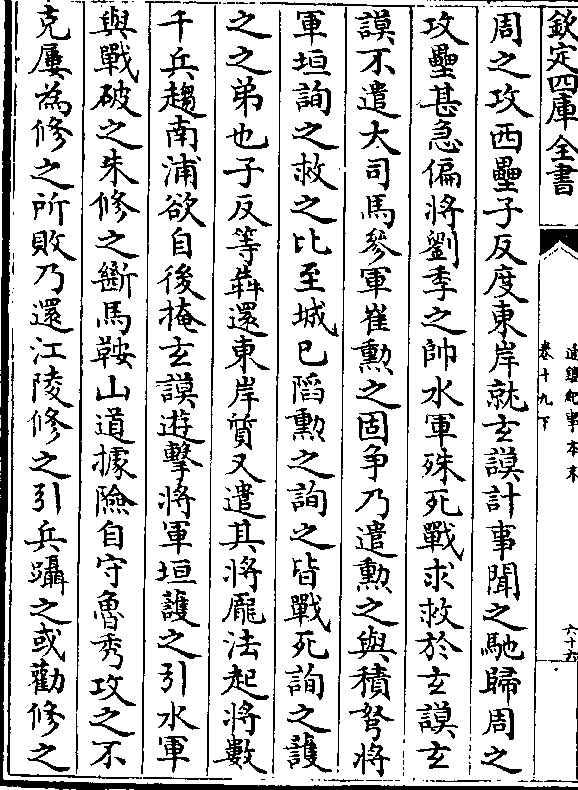 欽定四庫全書
通鑑紀事本末
卷十九下
六十六
周之攻西壘子反度東岸就玄謨計事聞之馳歸周之
攻壘甚急偏將劉季之帥水軍殊死戰求救於玄謨玄
謨不遣大司馬參軍崔勲之固争乃遣勲之與積弩將
軍垣詢之救之比至城已䧟勲之詢之皆戰死詢之護
之之弟也子反等犇還東岸質又遣其將龎法起將數
千兵趨南浦欲自後掩玄謨遊擊將軍垣護之引水軍
與戰破之朱修之斷馬鞍山道據險自守魯秀攻之不
克屢為修之所敗乃還江陵修之引兵躡之或勸修之